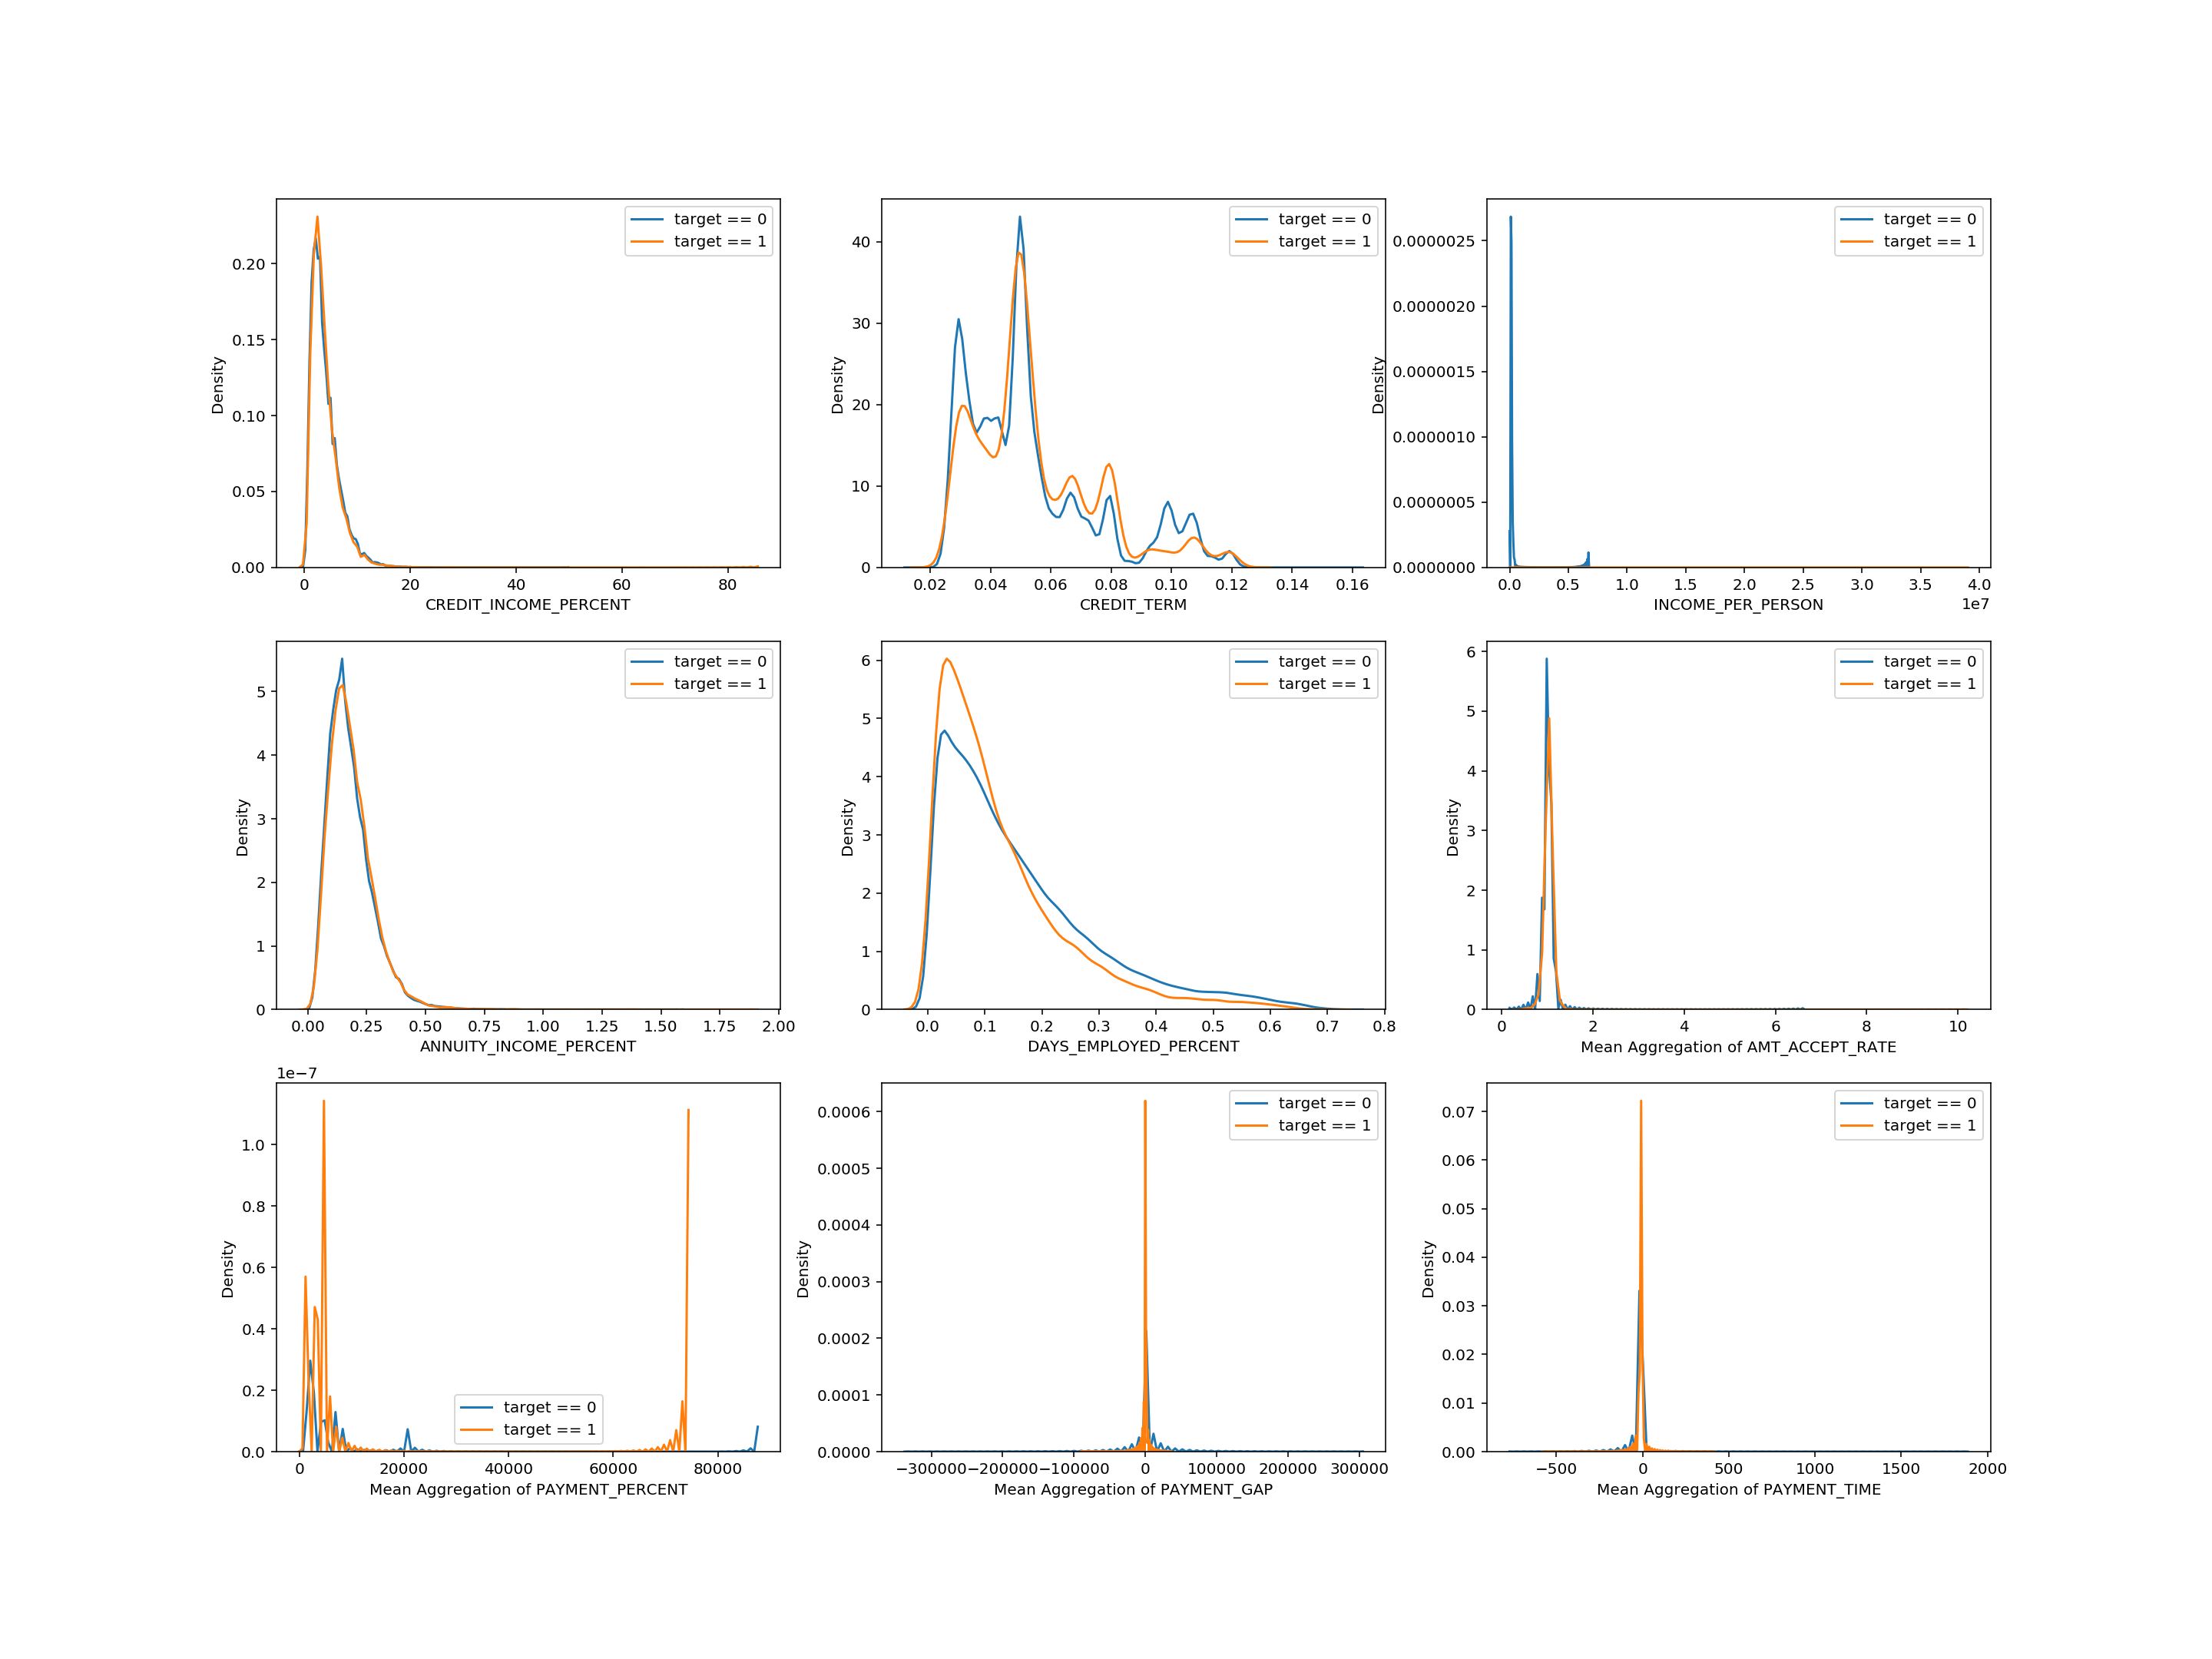 target == 0
target == 1
Density
0.20
0.15
0.10
0.05
0.00
0 20 40 60 80
CREDIT_INCOME_PERCENT
target == 0
target == 1
Density
40
30
20
10
0
0.02 0.04 0.06 0.08 0.10 0.12 0.14 0.16
CREDIT_TERM
target == 0
target == 1
Density
0.0000025
0.0000020
0.0000015
0.0000010
0.0000005
0.0000000
0.0 0.5 1.0 1.5 2.0 2.5 3.0 3.5 4.0
1e7
INCOME_PER_PERSON
target == 0
target == 1
Density
5
4
3
2
1
0
0.00 0.25 0.50 0.75 1.00 1.25 1.50 1.75 2.00
ANNUITY_INCOME_PERCENT
target == 0
target == 1
Density
6
5
4
3
2
1
0
0.0 0.1 0.2 0.3 0.4 0.5 0.6 0.7 0.8
DAYS_EMPLOYED_PERCENT
target == 0
target == 1
Density
6
5
4
3
2
1
0
0 2 4 6 8 10
Mean Aggregation of AMT_ACCEPT_RATE
1e−7
Density
1.0
0.8
0.6
0.4
0.2
0.0
target == 0
target == 1
0 20000 40000 60000 80000
Mean Aggregation of PAYMENT_PERCENT
target == 0
target == 1
Density
0.0006
0.0005
0.0004
0.0003
0.0002
0.0001
0.0000
−300000 −200000 −100000 0 100000 200000 300000
Mean Aggregation of PAYMENT_GAP
target == 0
target == 1
Density
0.07
0.06
0.05
0.04
0.03
0.02
0.01
0.00
−500 0 500 1000 1500 2000
Mean Aggregation of PAYMENT_TIME